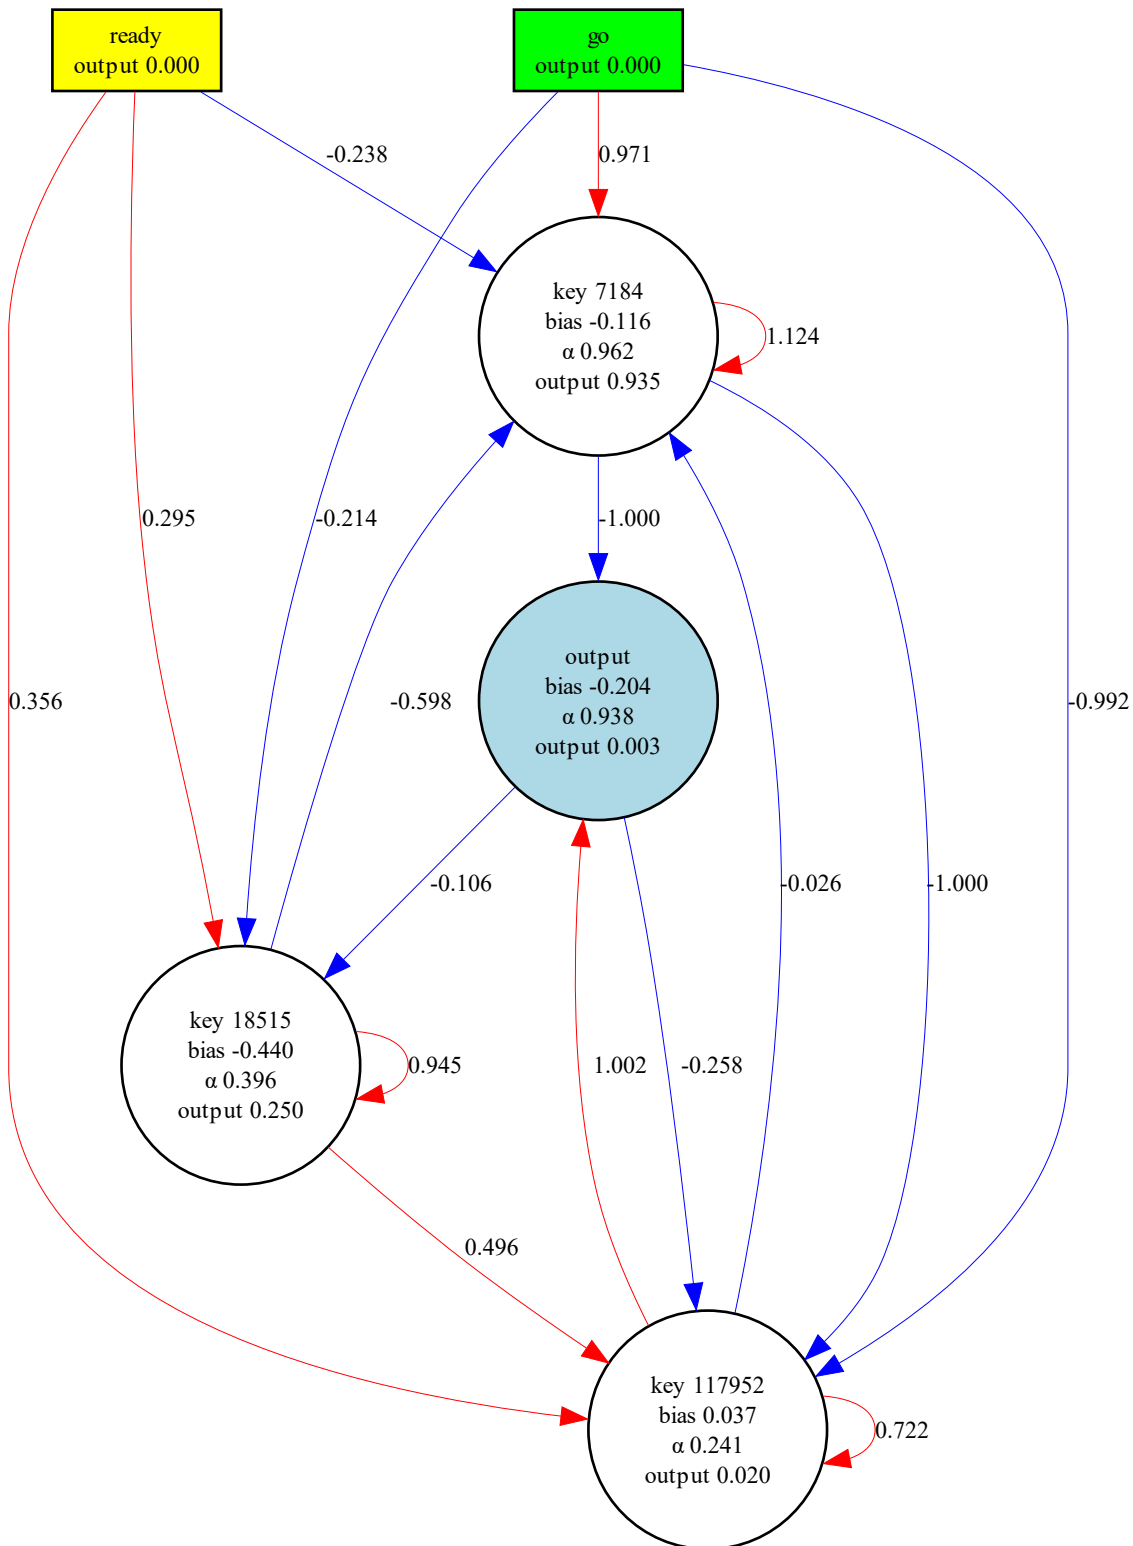 ready
output 0.000
go
output 0.000
-0.238
0.971
key 7184
bias -0.116
α 0.962
output 0.935
1.124
0.295
-0.214
-1.000
output
bias -0.204
α 0.938
output 0.003
0.356
-0.598
-0.992
-0.106
-0.026
-1.000
key 18515
bias -0.440
α 0.396
output 0.250
0.945
1.002
-0.258
0.496
key 117952
bias 0.037
α 0.241
output 0.020
0.722